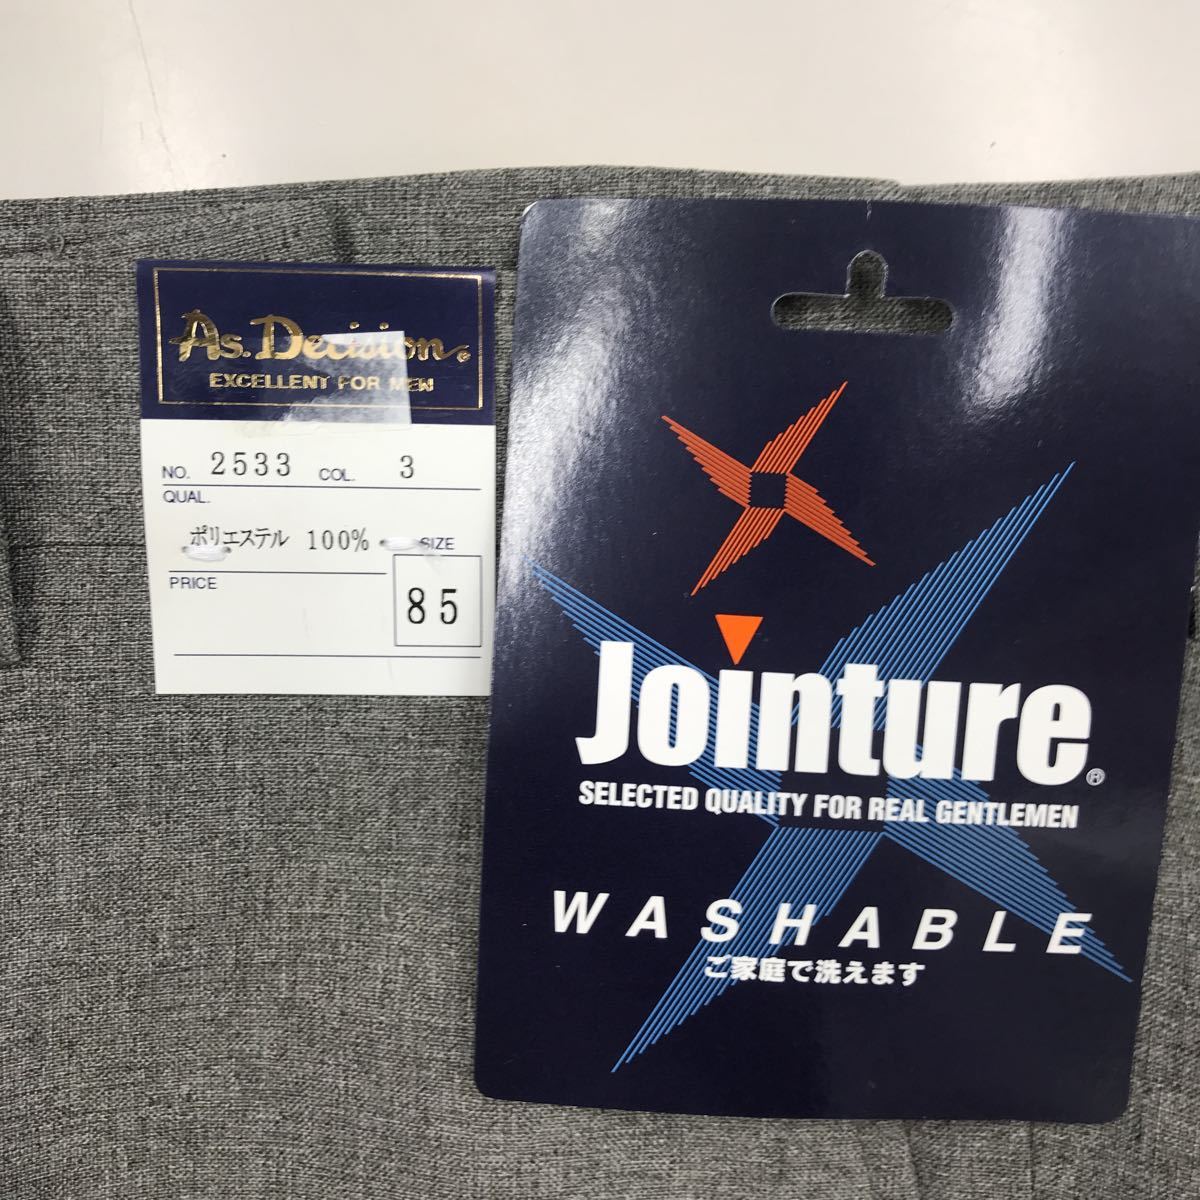 As. Decision®
EXCELLENT FOR MEN
NO. 2533 COL. 3
QUAL.
ポリエステル 100%
SIZE
PRICE
85
Jointure®
SELECTED QUALITY FOR REAL GENTLEMEN
WASHABLE
ご家庭で洗えます